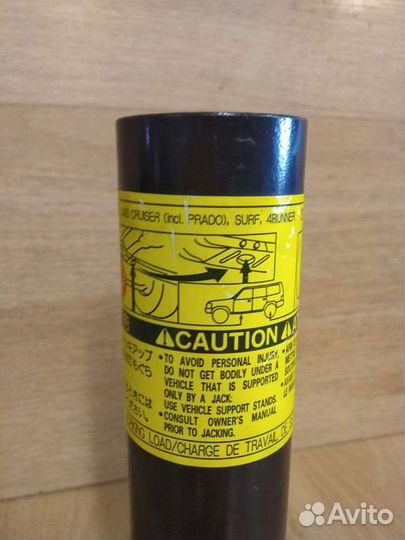 CRUISER (incl. PRADO), SURF, 4RUNNER
CAUTION
•TO AVOID PERSONAL INJURY,
DO NOT GET BODILY UNDER A
VEHICLE THAT IS SUPPORTED
ONLY BY A JACK:
USE VEHICLE SUPPORT STANDS.
•CONSULT OWNER'S MANUAL
PRIOR TO JACKING.
LOAD/CHARGE DE TRAVAIL DE
Avito